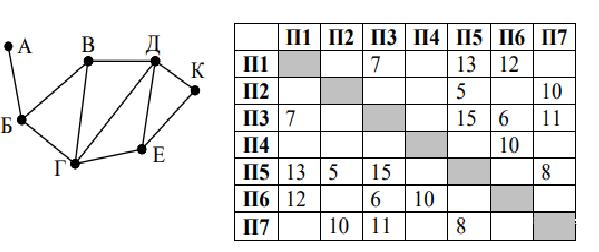 А
В
Д
К
Б
Г
Е
П1 П2 П3 П4 П5 П6 П7
П1 7 13 12
П2 5 10
П3 7 15 6 11
П4 10
П5 13 5 15 8
П6 12 6 10
П7 10 11 8